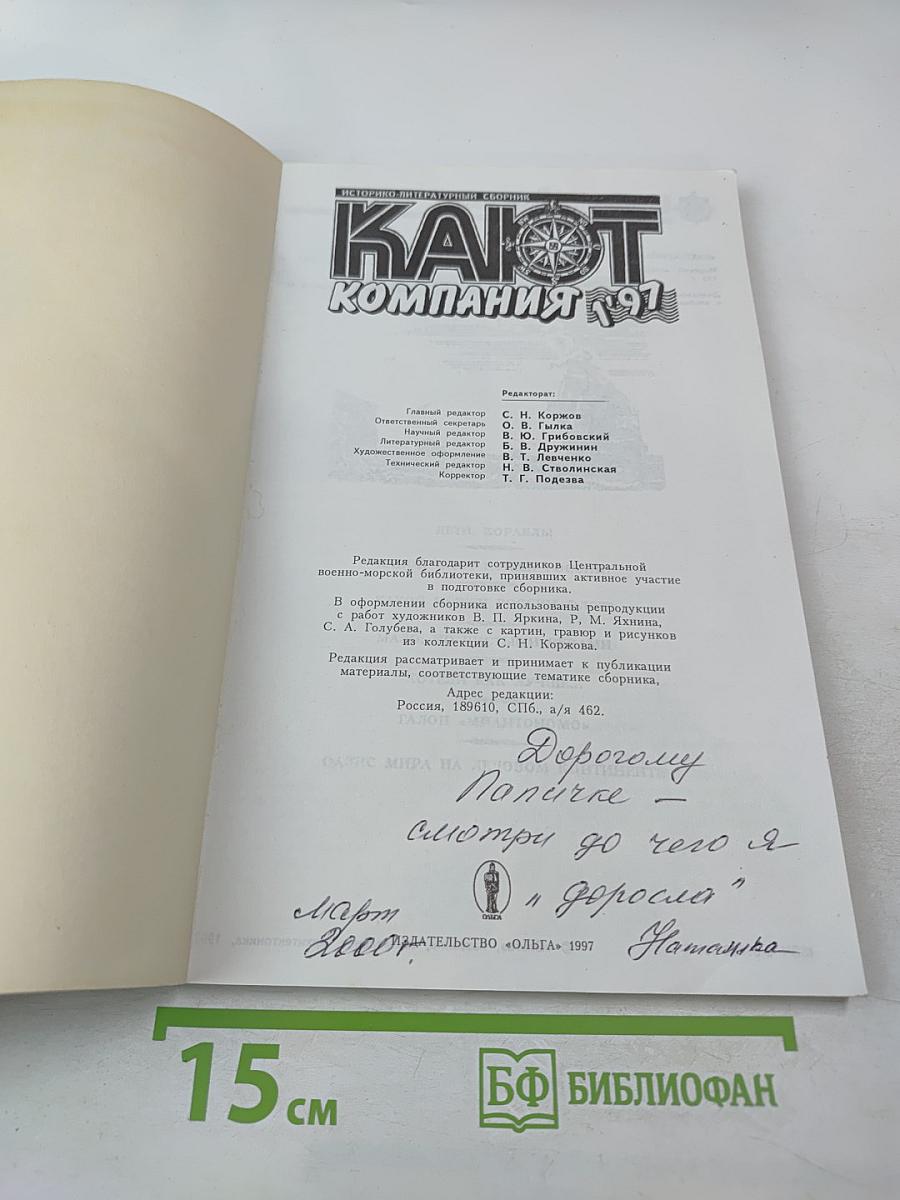 ИСТОРИКО-ЛИТЕРАТУРНЫЙ СБОРНИК
КАЮТ
КОМПАНИЯ 1'97
Редакторат:
Главный редактор С. Н. Коржов
Ответственный секретарь О. В. Гылка
Научный редактор В. Ю. Грибовский
Литературный редактор Б. В. Дружинин
Художественное оформление В. Т. Левченко
Технический редактор Н. В. Стволинская
Корректор Т. Г. Подезва
Редакция благодарит сотрудников Центральной
военно-морской библиотеки, принявших активное участие
в подготовке сборника.
В оформлении сборника использованы репродукции
с работ художников В. П. Яркина, Р, М. Яхнина,
С. А. Голубева, а также с картин, гравюр и рисунков
из коллекции С. Н. Коржова.
Редакция рассматривает и принимает к публикации
материалы, соответствующие тематике сборника,
Адрес редакции:
Россия, 189610, СПб., а/я 462.
Дорогому
Папичке —
смотри до чего я
„ доросла"
ОЛЬГА
Март
2000г.
ИЗДАТЕЛЬСТВО «ОЛЬГА» 1997
Наташка
15 см
БФ БИБЛИОФАН